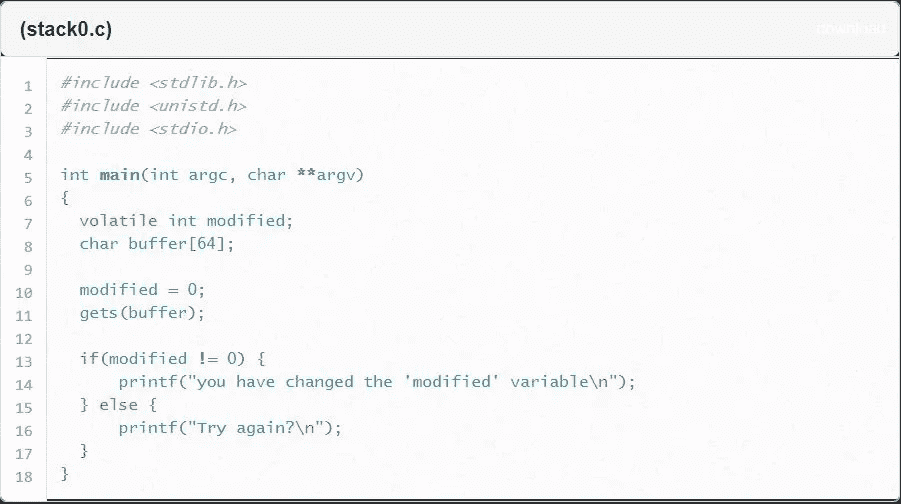 (stack0.c)
download
1 #include <stdlib.h>
2 #include <unistd.h>
3 #include <stdio.h>
4
5 int main(int argc, char **argv)
6 {
7   volatile int modified;
8   char buffer[64];
9
10   modified = 0;
11   gets(buffer);
12
13   if(modified != 0) {
14       printf("you have changed the 'modified' variable\n");
15   } else {
16       printf("Try again?\n");
17   }
18 }